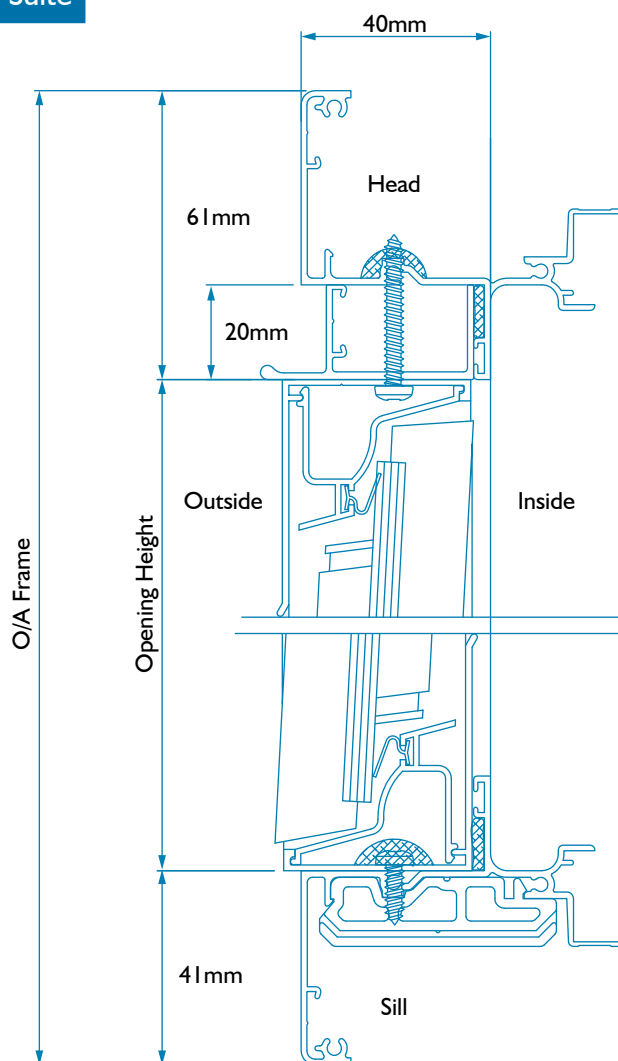 Suite
40mm
Head
61mm
20mm
Outside
Inside
O/A Frame
Opening Height
41mm
Sill